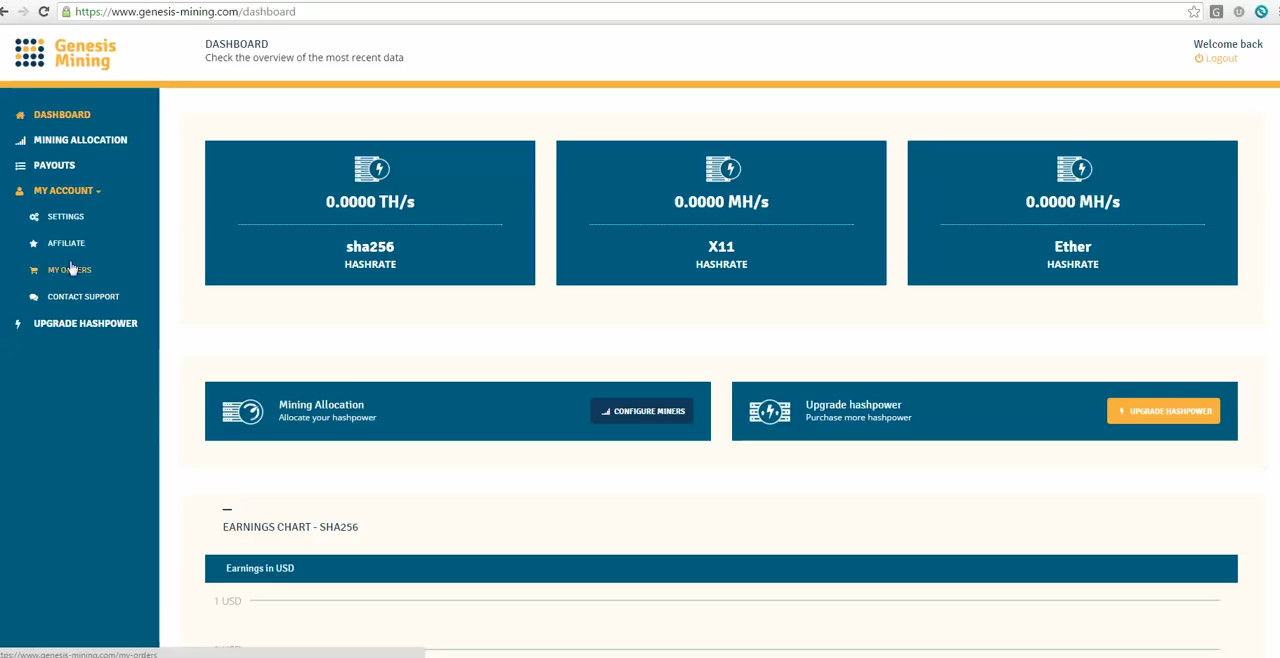 https://www.genesis-mining.com/dashboard
Genesis
Mining
DASHBOARD
Check the overview of the most recent data
Welcome back
Logout
DASHBOARD
MINING ALLOCATION
PAYOUTS
MY ACCOUNT
SETTINGS
AFFILIATE
MY ORDERS
CONTACT SUPPORT
UPGRADE HASHPOWER
0.0000 TH/s
sha256
HASHRATE
0.0000 MH/s
X11
HASHRATE
0.0000 MH/s
Ether
HASHRATE
Mining Allocation
Allocate your hashpower
CONFIGURE MINERS
Upgrade hashpower
Purchase more hashpower
UPGRADE HASHPOWER
EARNINGS CHART - SHA256
Earnings in USD
1 USD
ttps://www.genesis-mining.com/my-orders